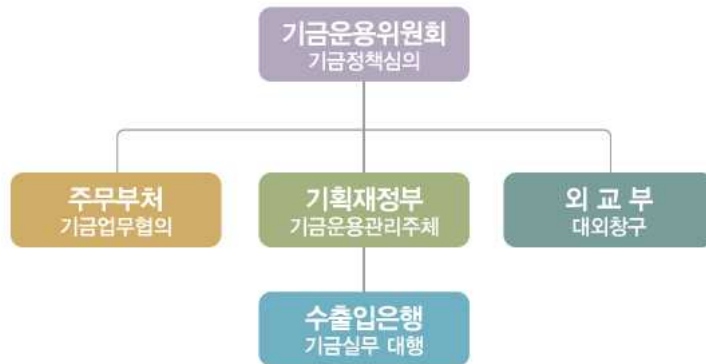 기금운용위원회
기금정책심의
주무부처
기금업무협의
기획재정부
기금운용관리주체
외 교 부
대외창구
수출입은행
기금실무 대행